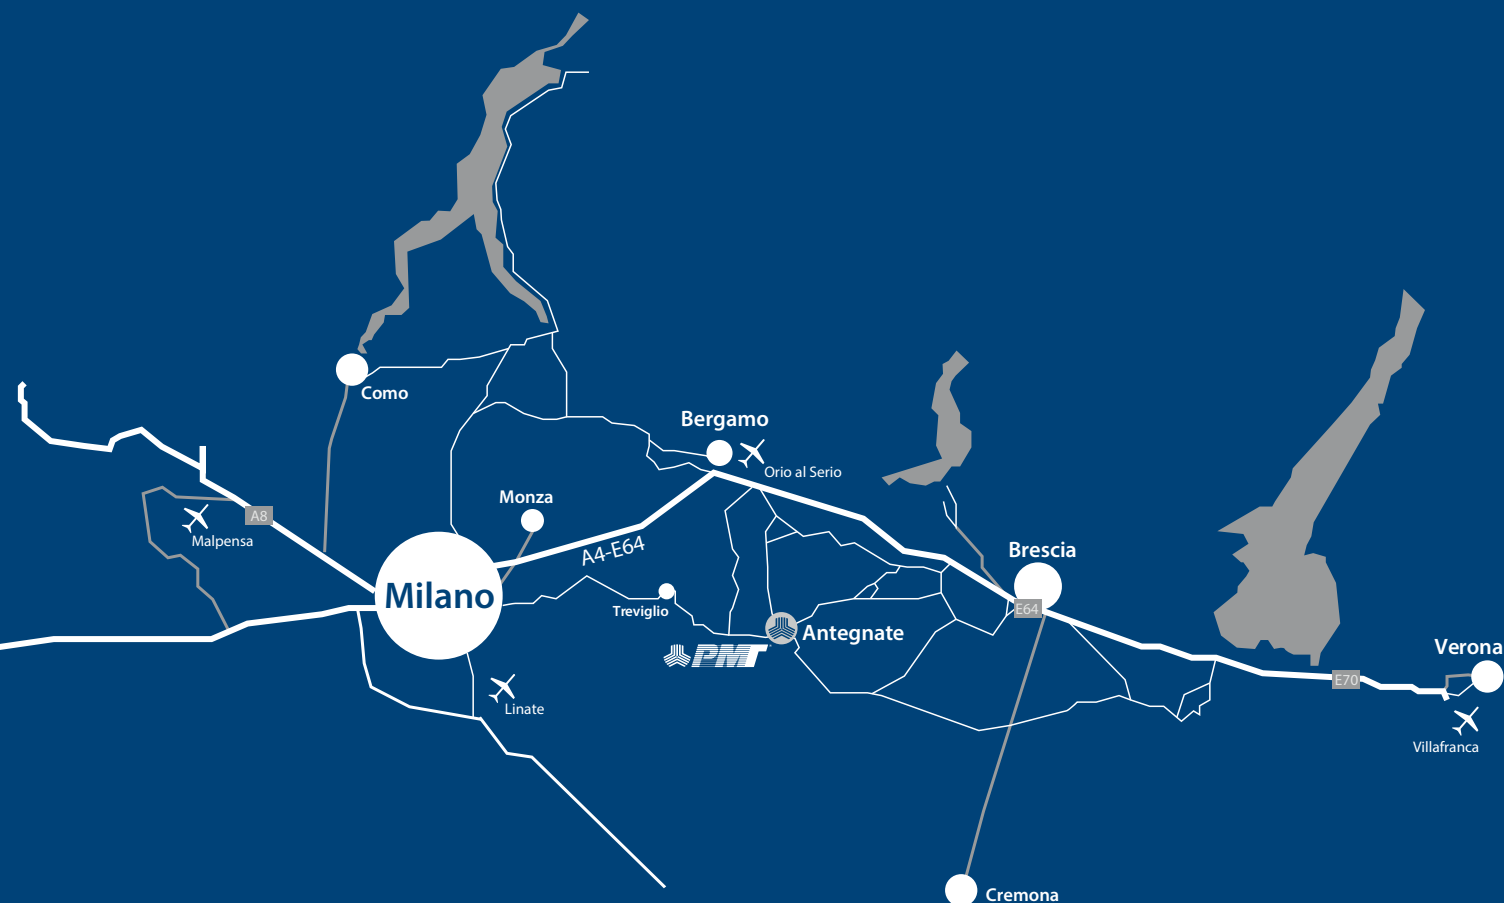 Como
Bergamo
Orio al Serio
Monza
A8
Malpensa
A4-E64
Brescia
Milano
E64
Treviglio
Antegnate
PMT
Verona
E70
Linate
Villafranca
Cremona